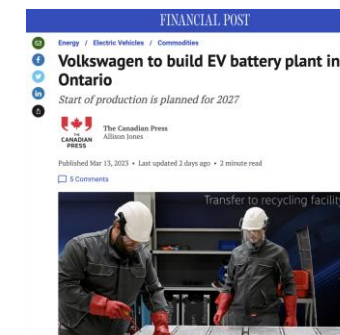 FINANCIAL POST
Energy / Electric Vehicles / Commodities
Volkswagen to build EV battery plant in
Ontario
Start of production is planned for 2027
THE
CANADIAN
PRESS
The Canadian Press
Allison Jones
Published Mar 13, 2023 • Last updated 2 days ago • 2 minute read
5 Comments
Transfer to recycling facility